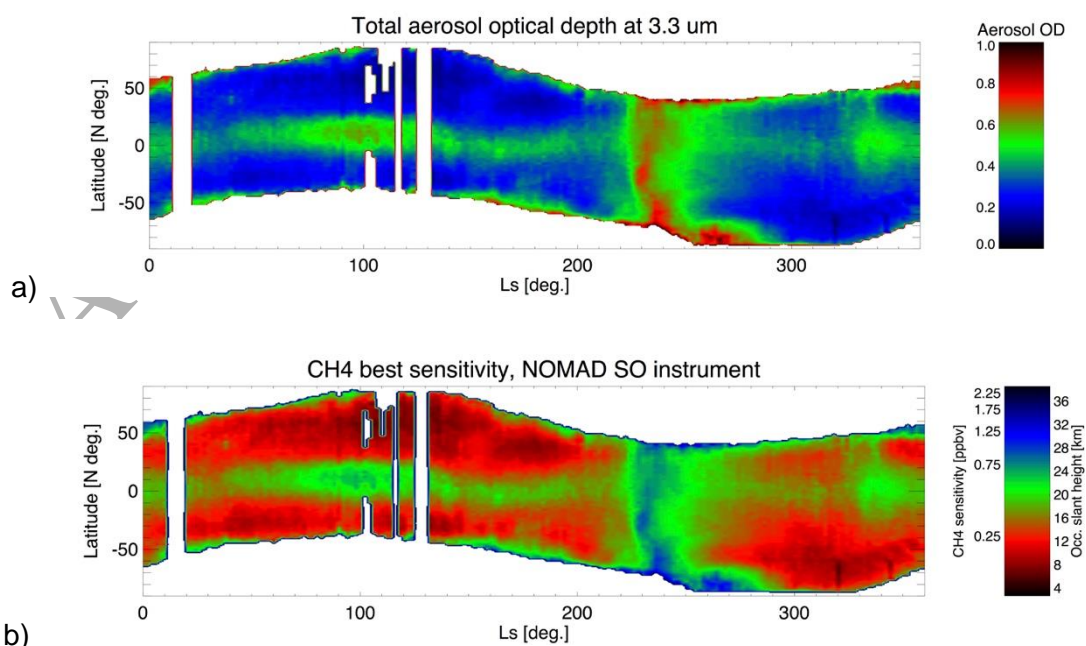 Total aerosol optical depth at 3.3 um
Aerosol OD
Latitude [N deg.]
50
0
-50
0 100 200 300
Ls [deg.]
1.0
0.8
0.6
0.4
0.2
0.0
a)
CH4 best sensitivity, NOMAD SO instrument
Latitude [N deg.]
50
0
-50
0 100 200 300
Ls [deg.]
CH4 sensitivity [ppbv]
2.25
1.75
1.25
0.75
0.25
36
32
28
24
20
16
12
8
4
Occ. slant height [km]
b)